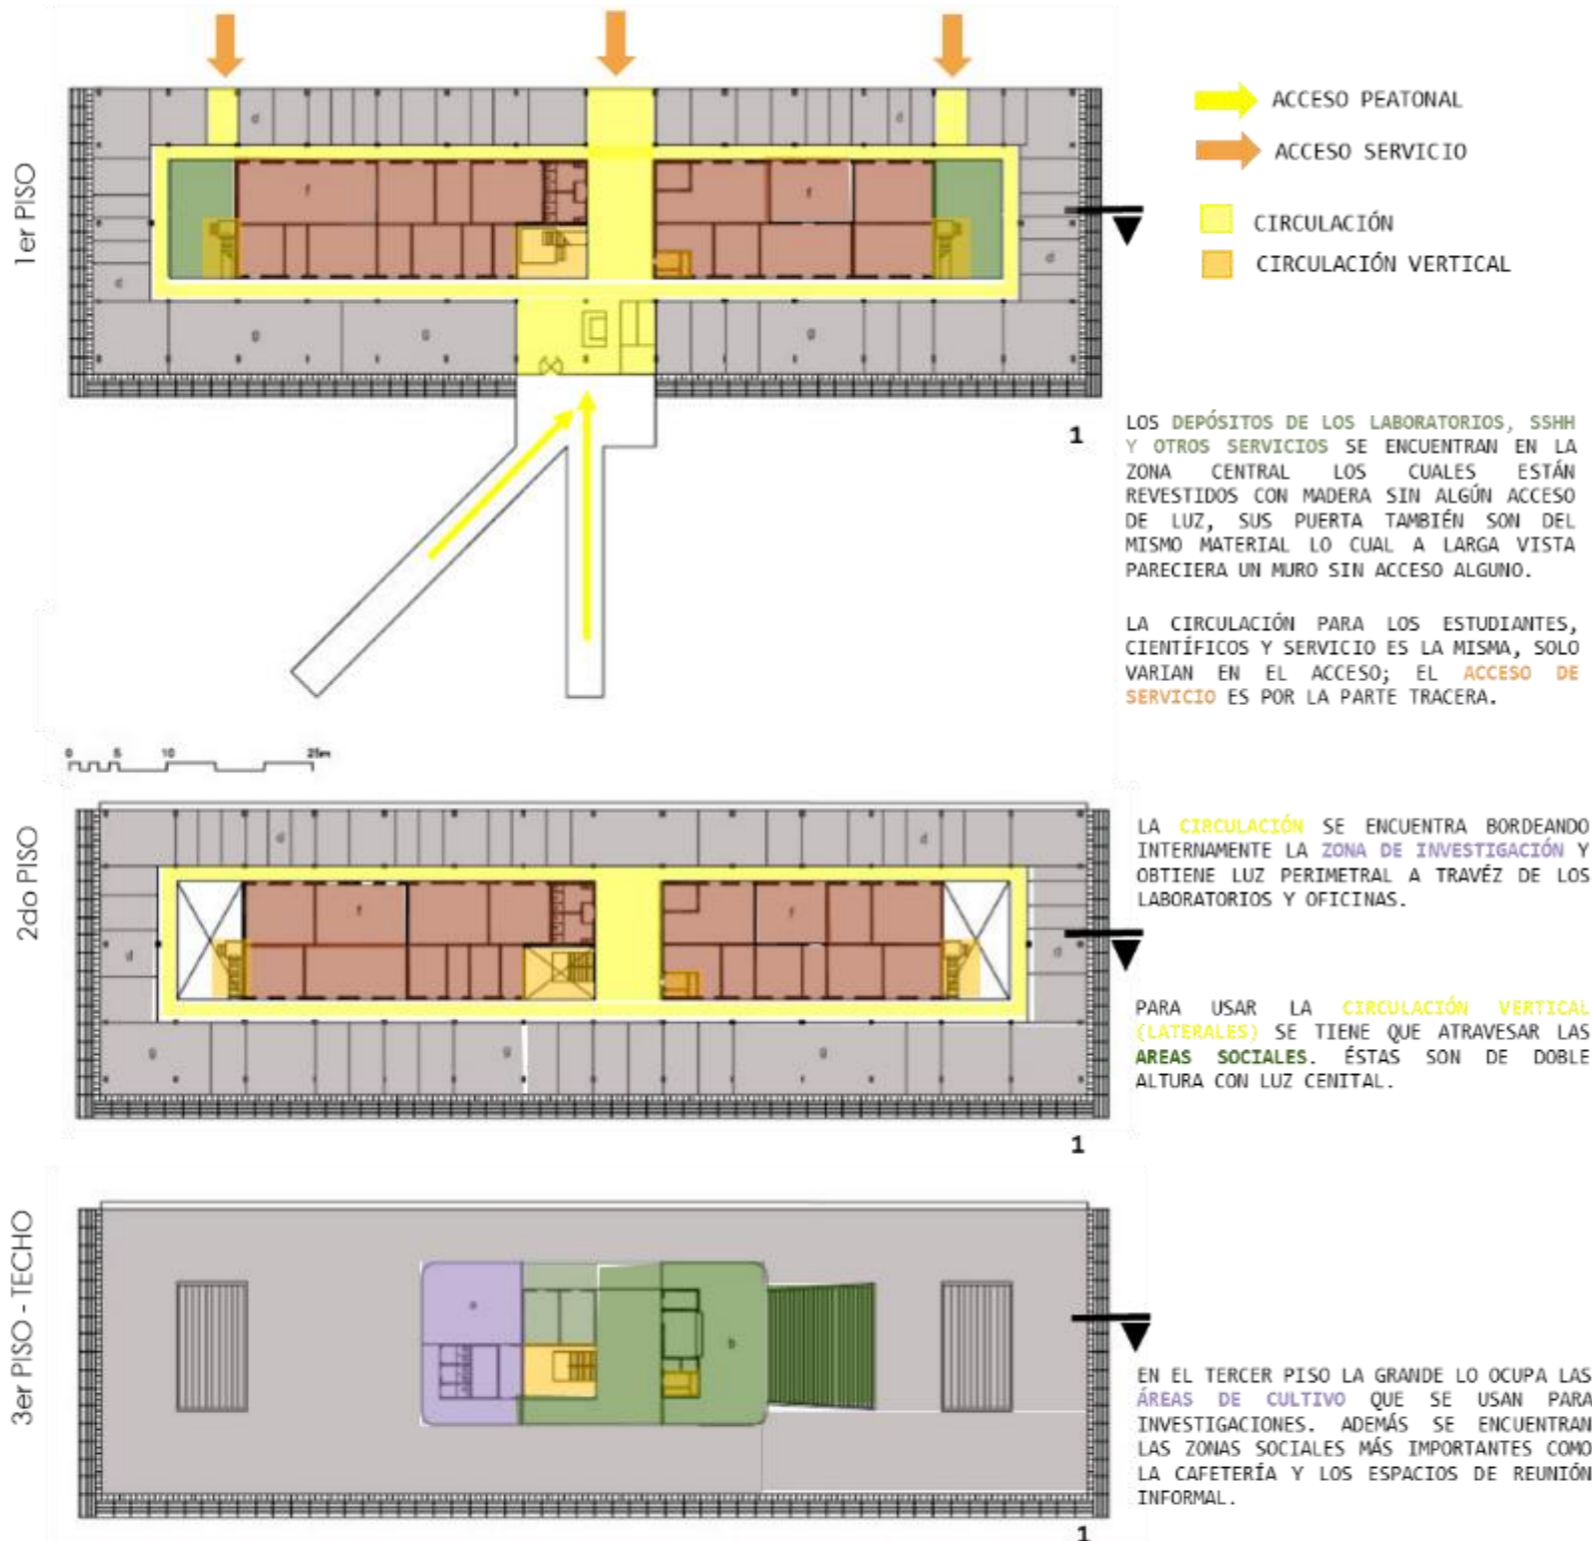 1er PISO
d
d
f
f
d
d
g
g
g
1
ACCESO PEATONAL
ACCESO SERVICIO
CIRCULACIÓN
CIRCULACIÓN VERTICAL
LOS DEPÓSITOS DE LOS LABORATORIOS, SSHH
Y OTROS SERVICIOS SE ENCUENTRAN EN LA
ZONA CENTRAL LOS CUALES ESTÁN
REVESTIDOS CON MADERA SIN ALGÚN ACCESO
DE LUZ, SUS PUERTA TAMBIÉN SON DEL
MISMO MATERIAL LO CUAL A LARGA VISTA
PARECIERA UN MURO SIN ACCESO ALGUNO.
LA CIRCULACIÓN PARA LOS ESTUDIANTES,
CIENTÍFICOS Y SERVICIO ES LA MISMA, SOLO
VARIAN EN EL ACCESO; EL ACCESO DE
SERVICIO ES POR LA PARTE TRACERA.
0 5 10 25m
2do PISO
d
d
f
f
d
d
g
g
g
1
LA CIRCULACIÓN SE ENCUENTRA BORDEANDO
INTERNAMENTE LA ZONA DE INVESTIGACIÓN Y
OBTIENE LUZ PERIMETRAL A TRAVÉZ DE LOS
LABORATORIOS Y OFICINAS.
PARA USAR LA CIRCULACIÓN VERTICAL
(LATERALES) SE TIENE QUE ATRAVESAR LAS
AREAS SOCIALES. ÉSTAS SON DE DOBLE
ALTURA CON LUZ CENITAL.
3er PISO - TECHO
b
1
EN EL TERCER PISO LA GRANDE LO OCUPA LAS
ÁREAS DE CULTIVO QUE SE USAN PARA
INVESTIGACIONES. ADEMÁS SE ENCUENTRAN
LAS ZONAS SOCIALES MÁS IMPORTANTES COMO
LA CAFETERÍA Y LOS ESPACIOS DE REUNIÓN
INFORMAL.